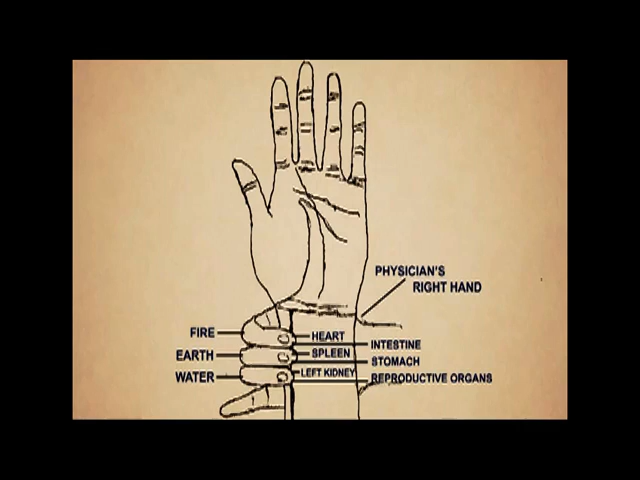 PHYSICIAN'S
RIGHT HAND
FIRE
HEART
INTESTINE
EARTH
SPLEEN
STOMACH
WATER
LEFT KIDNEY
REPRODUCTIVE ORGANS